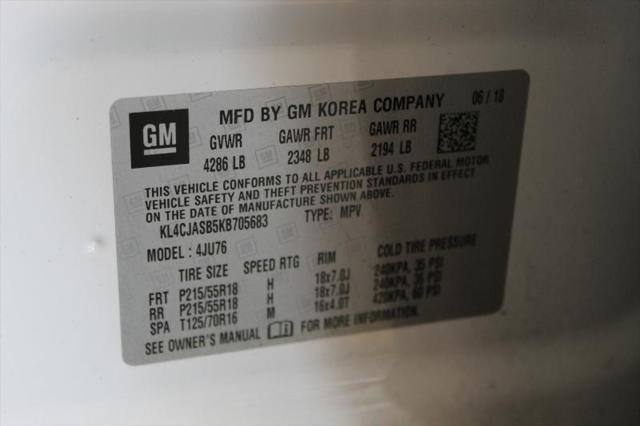 GM
MFD BY GM KOREA COMPANY 06 / 18
GVWR GAWR FRT GAWR RR
4286 LB 2348 LB 2194 LB
THIS VEHICLE CONFORMS TO ALL APPLICABLE U.S. FEDERAL MOTOR
VEHICLE SAFETY AND THEFT PREVENTION STANDARDS IN EFFECT
ON THE DATE OF MANUFACTURE SHOWN ABOVE.
KL4CJASB5KB705683 TYPE: MPV
MODEL : 4JU76
TIRE SIZE SPEED RTG RIM COLD TIRE PRESSURE
FRT P215/55R18 H 18x7.0J 240KPA, 35 PSI
RR P215/55R18 H 18x7.0J 240KPA, 35 PSI
SPA T125/70R16 M 16x4.0T 420KPA, 60 PSI
SEE OWNER'S MANUAL FOR MORE INFORMATION.